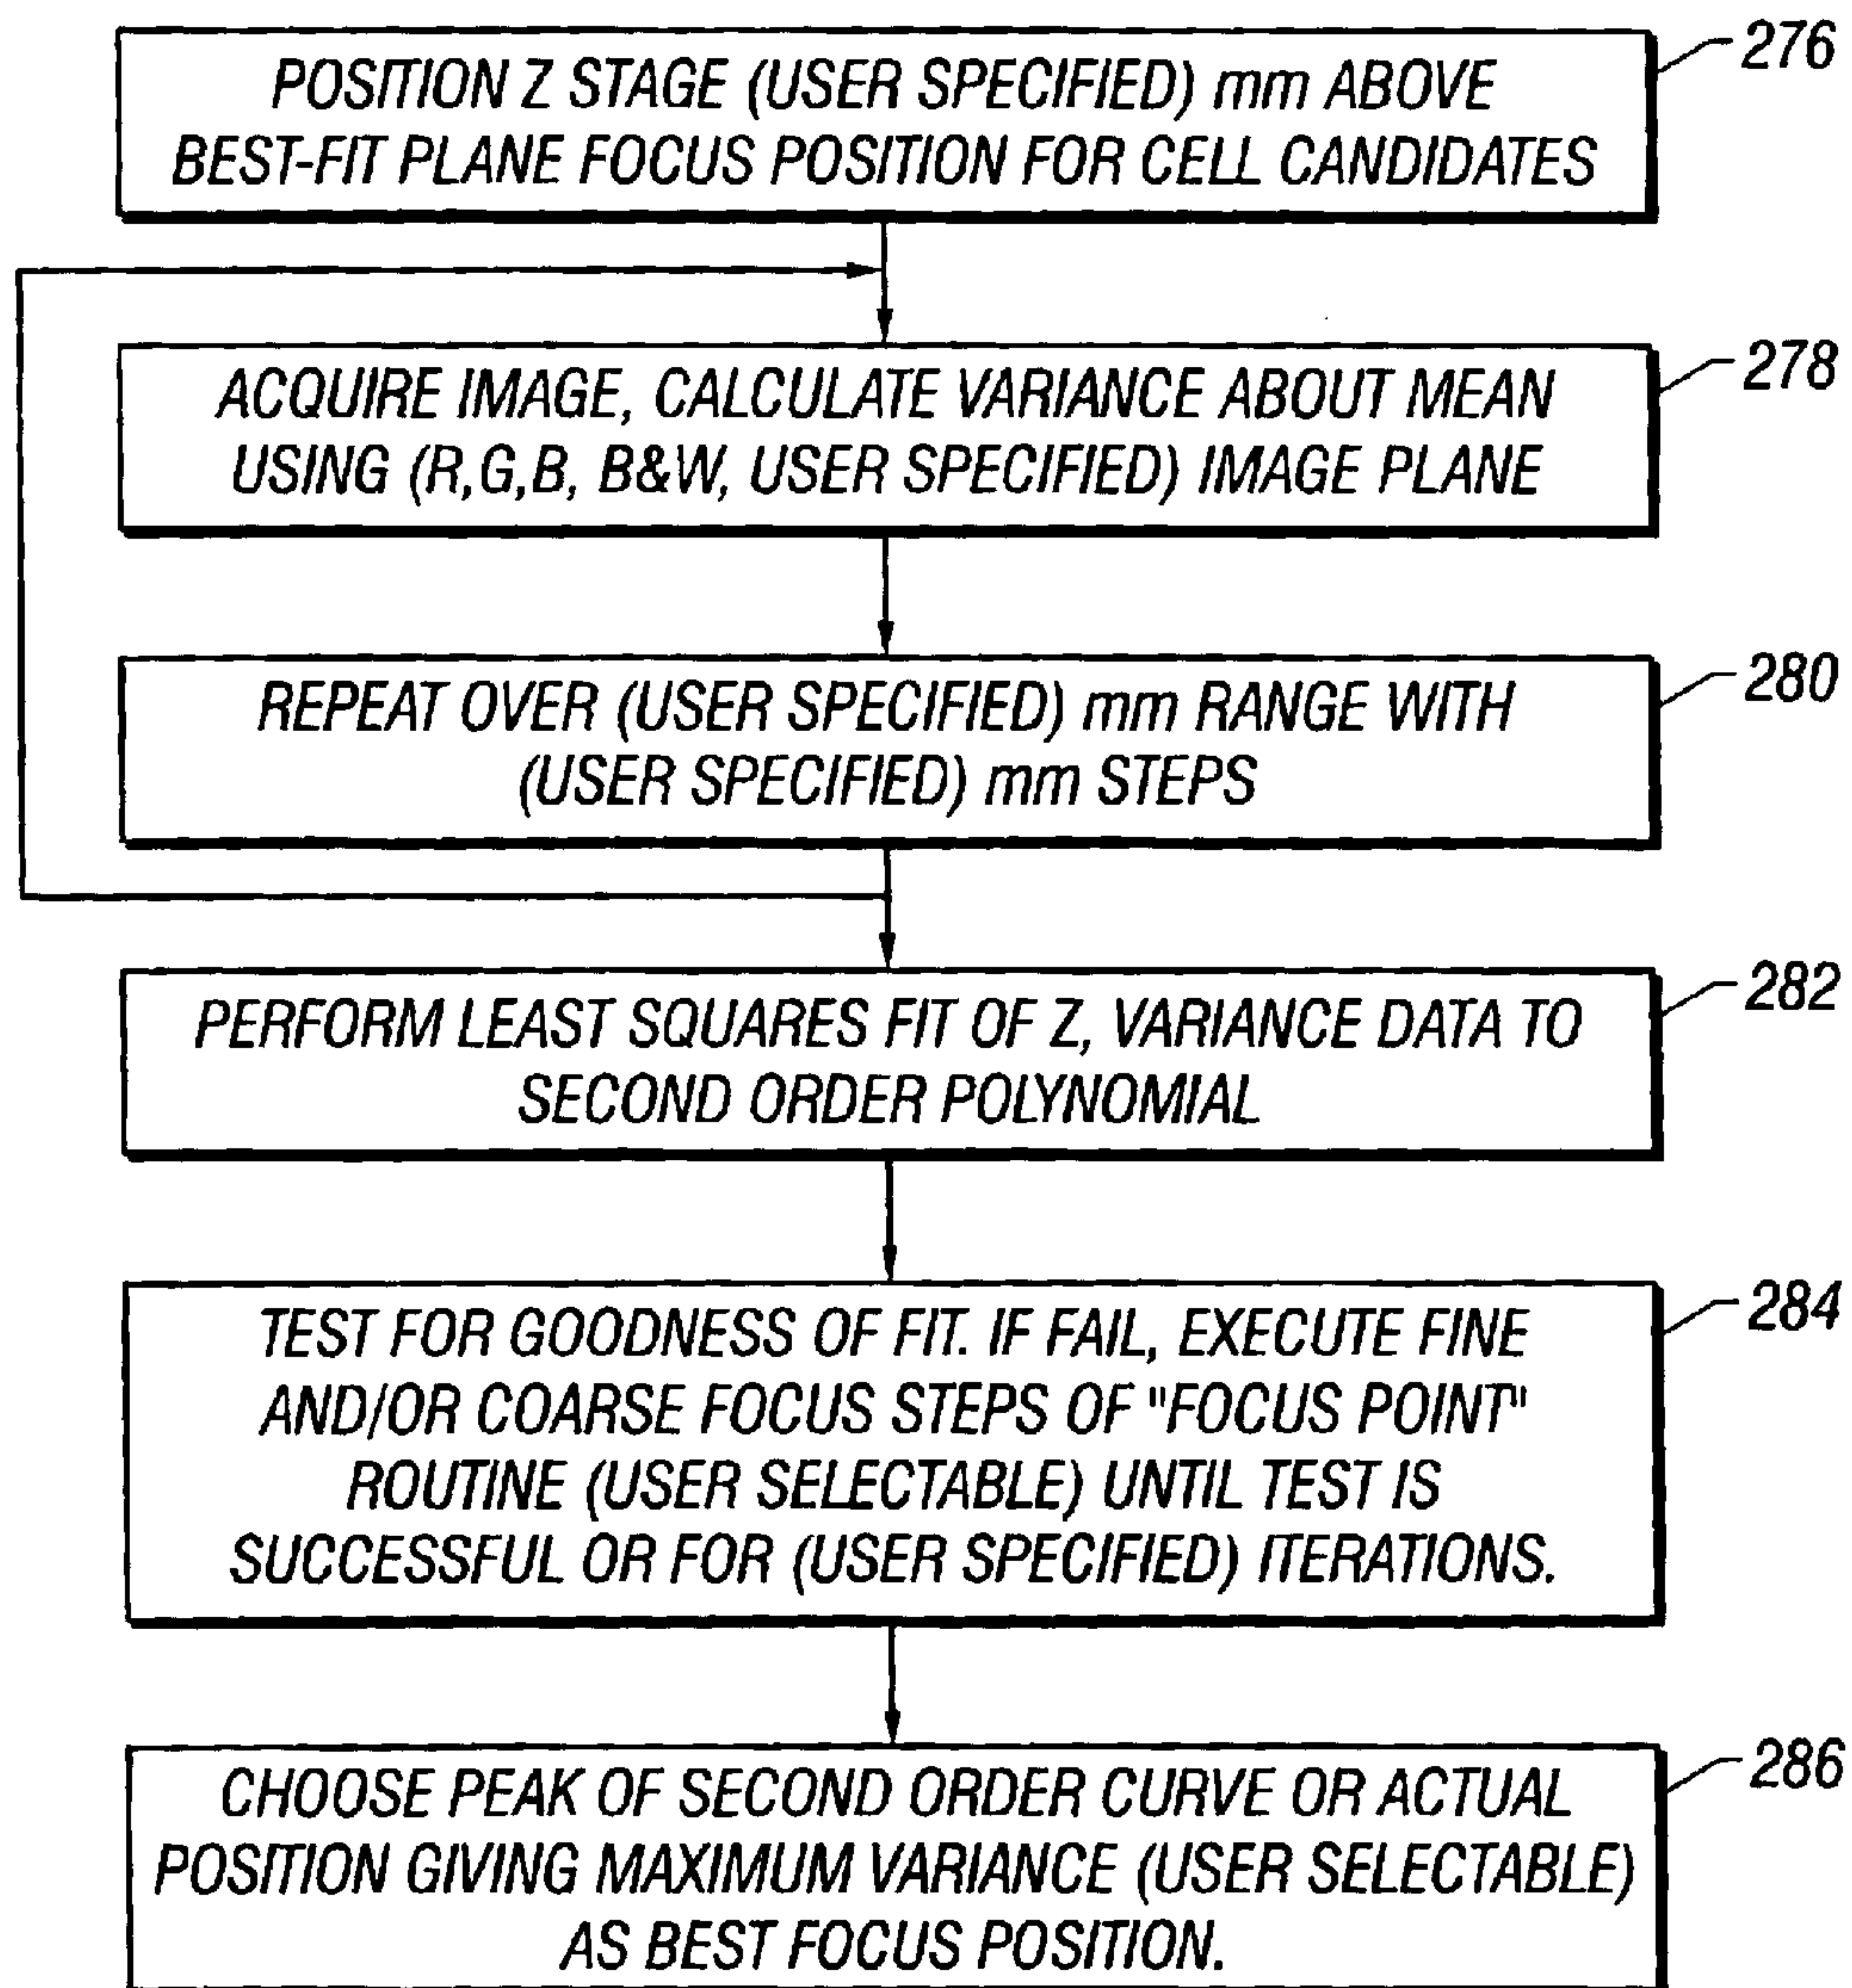 POSITION Z STAGE (USER SPECIFIED) mm ABOVE
BEST-FIT PLANE FOCUS POSITION FOR CELL CANDIDATES
276
ACQUIRE IMAGE, CALCULATE VARIANCE ABOUT MEAN
USING (R,G,B, B&W, USER SPECIFIED) IMAGE PLANE
278
REPEAT OVER (USER SPECIFIED) mm RANGE WITH
(USER SPECIFIED) mm STEPS
280
PERFORM LEAST SQUARES FIT OF Z, VARIANCE DATA TO
SECOND ORDER POLYNOMIAL
282
TEST FOR GOODNESS OF FIT. IF FAIL, EXECUTE FINE
AND/OR COARSE FOCUS STEPS OF "FOCUS POINT"
ROUTINE (USER SELECTABLE) UNTIL TEST IS
SUCCESSFUL OR FOR (USER SPECIFIED) ITERATIONS.
284
CHOOSE PEAK OF SECOND ORDER CURVE OR ACTUAL
POSITION GIVING MAXIMUM VARIANCE (USER SELECTABLE)
AS BEST FOCUS POSITION.
286